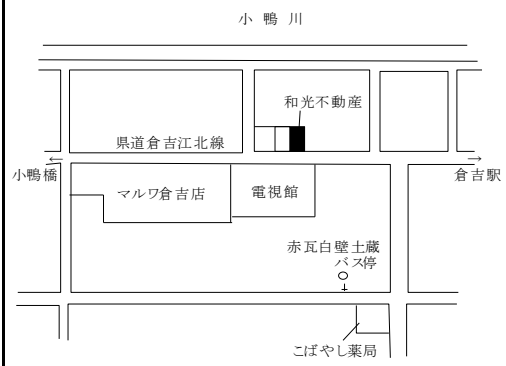 小鴨川
和光不動産
県道倉吉江北線
←
→
小鴨橋
倉吉駅
マルワ倉吉店
電視館
赤瓦白壁土蔵
バス停
こばやし薬局